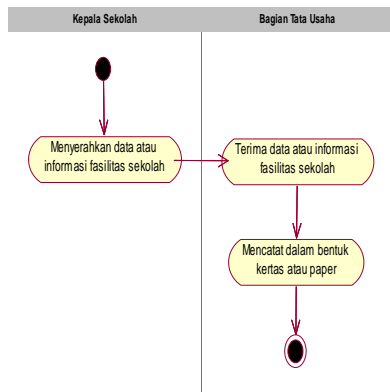 Kepala Sekolah
Bagian Tata Usaha
Menyerahkan data atau
informasi fasilitas sekolah
Terima data atau informasi
fasilitas sekolah
Mencatat dalam bentuk
kertas atau paper